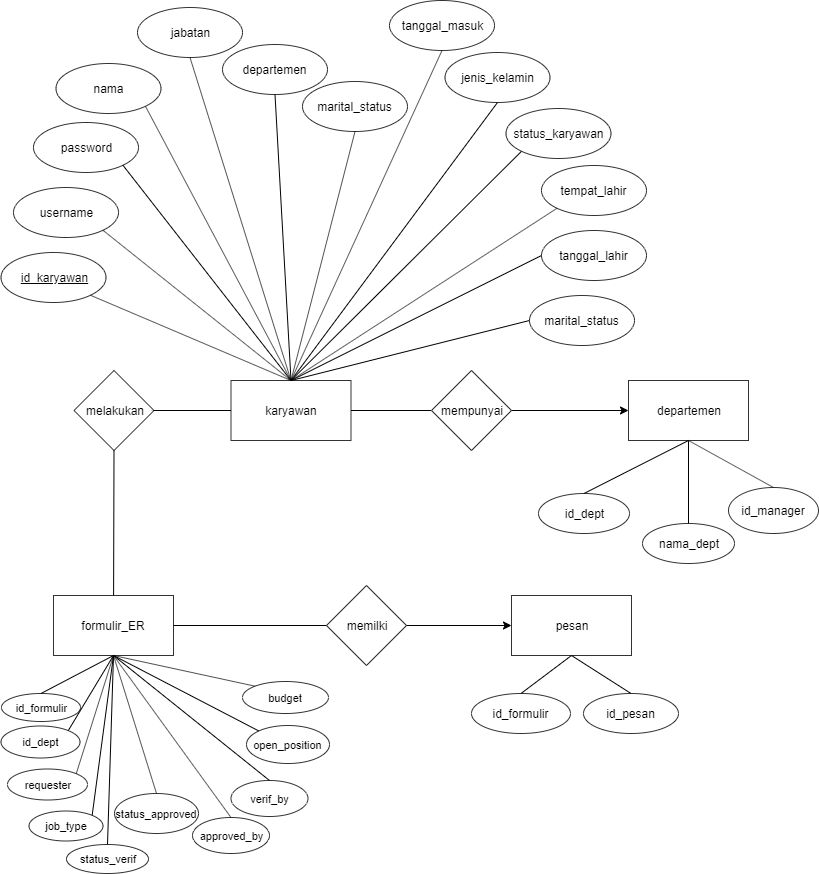 tanggal_masuk
jabatan
departemen
jenis_kelamin
nama
marital_status
status_karyawan
password
tempat_lahir
username
tanggal_lahir
id_karyawan
marital_status
melakukan
karyawan
mempunyai
departemen
id_dept
id_manager
nama_dept
formulir_ER
memilki
pesan
id_formulir
budget
id_formulir
id_pesan
id_dept
open_position
requester
verif_by
job_type
status_approved
approved_by
status_verif